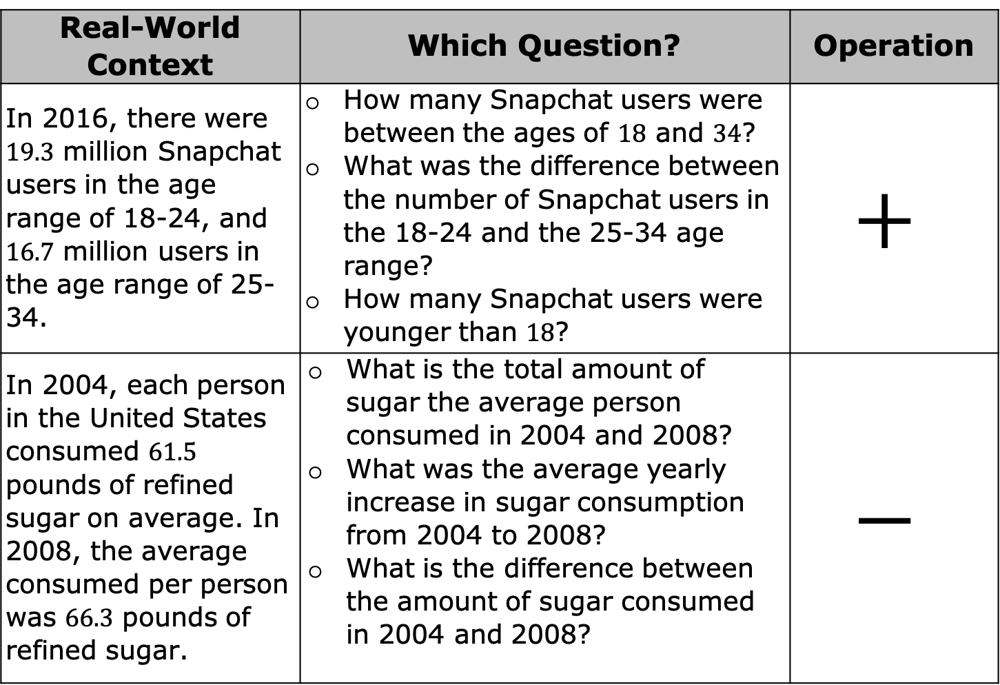 Real-World
Context
Which Question?
Operation
In 2016, there were
19.3 million Snapchat
users in the age
range of 18-24, and
16.7 million users in
the age range of 25-
34.
○ How many Snapchat users were
between the ages of 18 and 34?
○ What was the difference between
the number of Snapchat users in
the 18-24 and the 25-34 age
range?
○ How many Snapchat users were
younger than 18?
+
In 2004, each person
in the United States
consumed 61.5
pounds of refined
sugar on average. In
2008, the average
consumed per person
was 66.3 pounds of
refined sugar.
○ What is the total amount of
sugar the average person
consumed in 2004 and 2008?
○ What was the average yearly
increase in sugar consumption
from 2004 to 2008?
○ What is the difference between
the amount of sugar consumed
in 2004 and 2008?
−